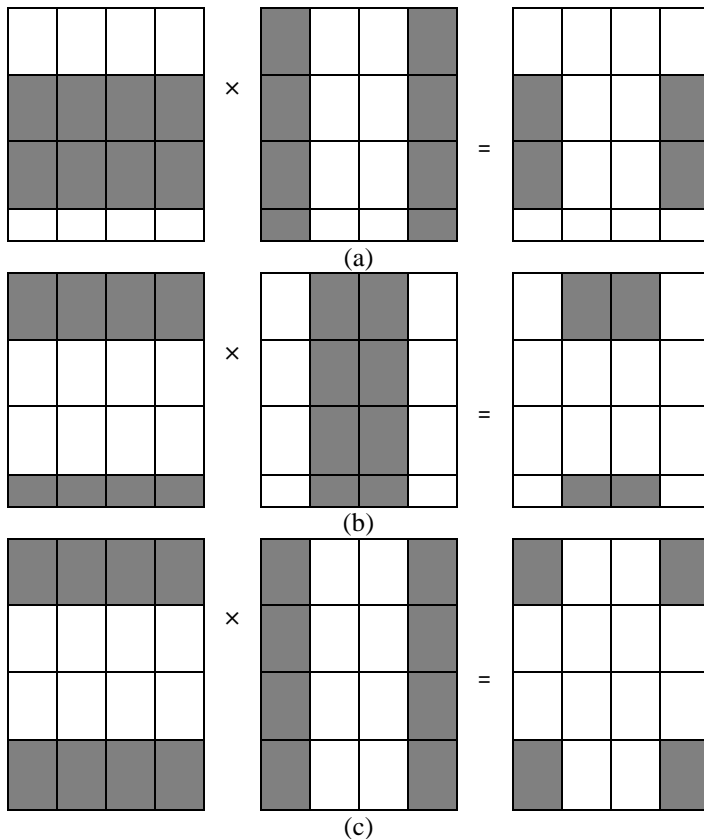 ×
=
(a)
×
=
(b)
×
=
(c)